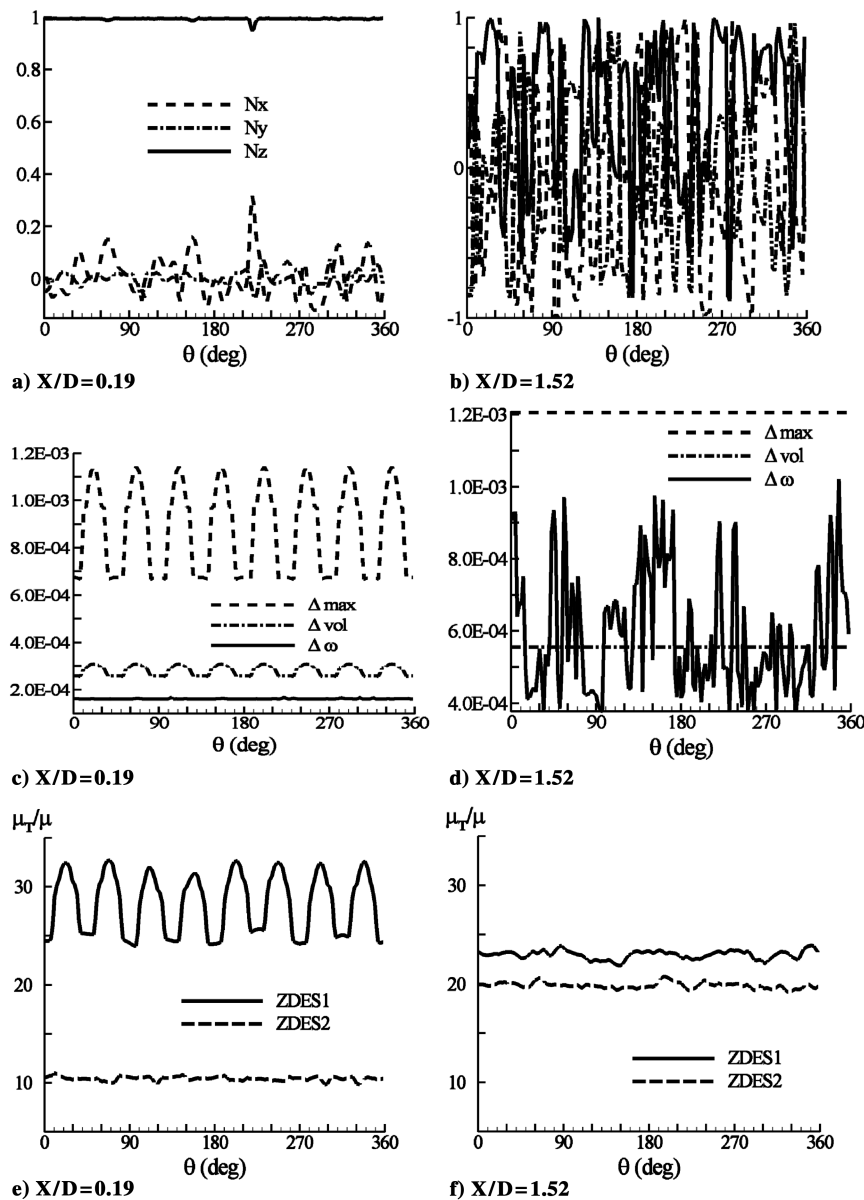 1
0.8
0.6
0.4
0.2
0
Nx
Ny
Nz
0 90 180 270 360
θ (deg)
a) X/D=0.19
1
0
-1
0 90 180 270 360
θ (deg)
b) X/D=1.52
1.2E-03
1.0E-03
8.0E-04
6.0E-04
4.0E-04
2.0E-04
Δ max
Δ vol
Δ ω
0 90 180 270 360
θ (deg)
c) X/D=0.19
1.2E-03
1.0E-03
8.0E-04
6.0E-04
4.0E-04
Δ max
Δ vol
Δ ω
0 90 180 270 360
θ (deg)
d) X/D=1.52
μT/μ
30
20
10
ZDES1
ZDES2
0 90 180 270 360
θ (deg)
e) X/D=0.19
μT/μ
30
20
10
ZDES1
ZDES2
0 90 180 270 360
θ (deg)
f) X/D=1.52